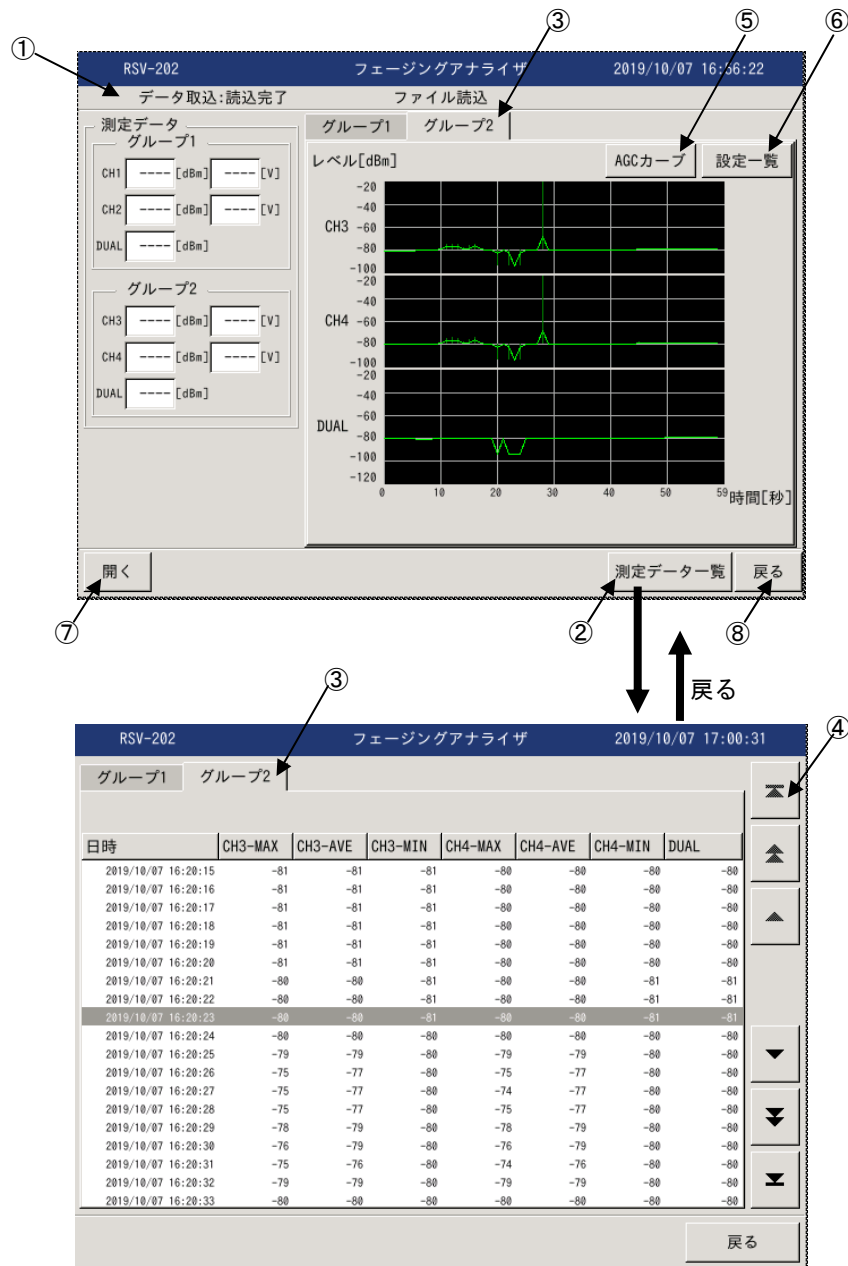 ① ③ ⑤ ⑥
RSV-202 フェージングアナライザ 2019/10/07 16:56:22
データ取込:読込完了 ファイル読込
測定データ
グループ1
CH1 ---- [dBm] ---- [V]
CH2 ---- [dBm] ---- [V]
DUAL ---- [dBm]
グループ2
CH3 ---- [dBm] ---- [V]
CH4 ---- [dBm] ---- [V]
DUAL ---- [dBm]
グループ1 グループ2
レベル[dBm] AGCカーブ 設定一覧
-20
-40
CH3 -60
-80
-100
-20
-40
CH4 -60
-80
-100
-20
-40
-60
DUAL -80
-100
-120
0 10 20 30 40 50 59 時間[秒]
開く 測定データ一覧 戻る
⑦ ② ⑧
戻る
③ ④
RSV-202 フェージングアナライザ 2019/10/07 17:00:31
グループ1 グループ2
日時 CH3-MAX CH3-AVE CH3-MIN CH4-MAX CH4-AVE CH4-MIN DUAL
2019/10/07 16:20:15 -81 -81 -81 -80 -80 -80 -80
2019/10/07 16:20:16 -81 -81 -81 -80 -80 -80 -80
2019/10/07 16:20:17 -81 -81 -81 -80 -80 -80 -80
2019/10/07 16:20:18 -81 -81 -81 -80 -80 -80 -80
2019/10/07 16:20:19 -81 -81 -81 -80 -80 -80 -80
2019/10/07 16:20:20 -81 -81 -81 -80 -80 -80 -80
2019/10/07 16:20:21 -80 -80 -81 -80 -80 -81 -81
2019/10/07 16:20:22 -80 -80 -81 -80 -80 -81 -81
2019/10/07 16:20:23 -80 -80 -81 -80 -80 -81 -81
2019/10/07 16:20:24 -80 -80 -80 -80 -80 -80 -80
2019/10/07 16:20:25 -79 -79 -80 -79 -79 -80 -80
2019/10/07 16:20:26 -75 -77 -80 -75 -77 -80 -80
2019/10/07 16:20:27 -75 -77 -80 -74 -77 -80 -80
2019/10/07 16:20:28 -75 -77 -80 -75 -77 -80 -80
2019/10/07 16:20:29 -78 -79 -80 -78 -79 -80 -80
2019/10/07 16:20:30 -76 -79 -80 -76 -79 -80 -80
2019/10/07 16:20:31 -75 -76 -80 -74 -76 -80 -80
2019/10/07 16:20:32 -79 -79 -80 -79 -79 -80 -80
2019/10/07 16:20:33 -80 -80 -80 -80 -80 -80 -80
戻る